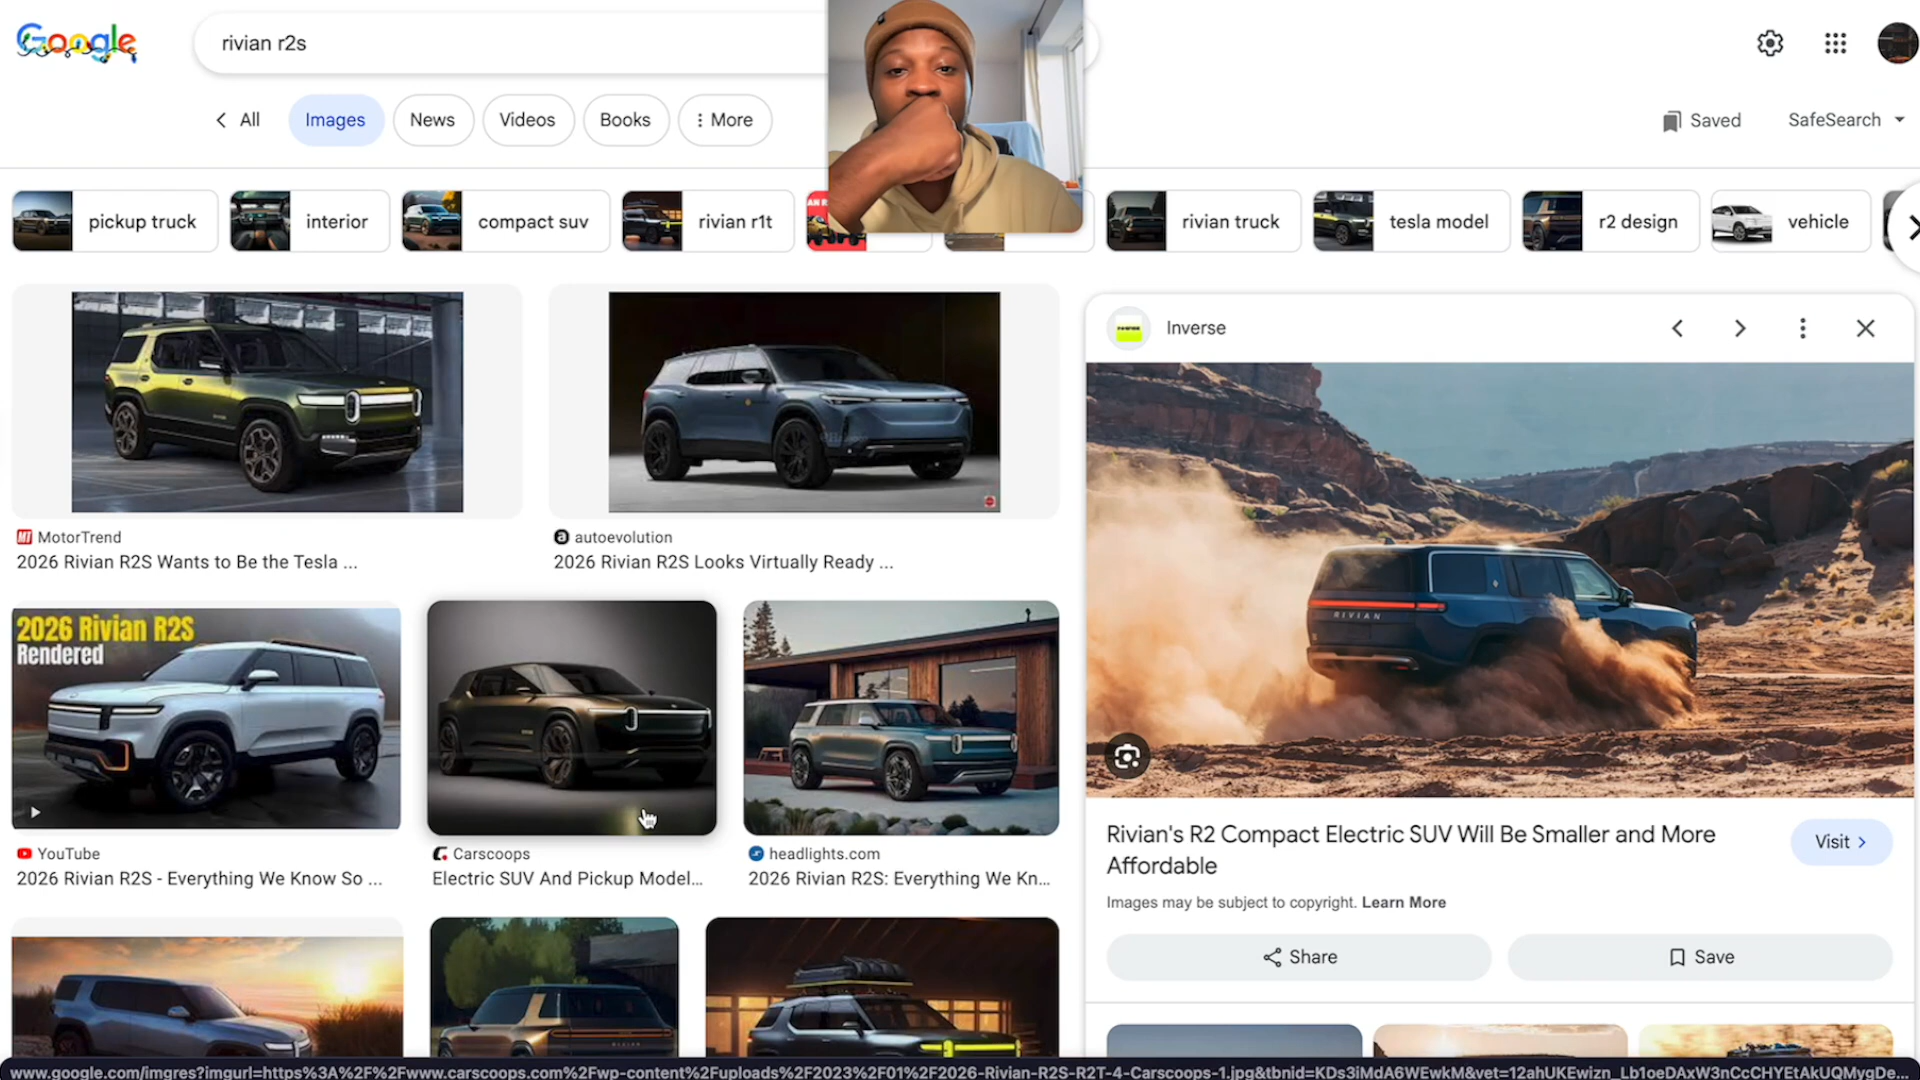 Google
rivian r2s
All
Images
News
Videos
Books
More
Saved
SafeSearch
pickup truck
interior
compact suv
rivian r1t
rivian truck
tesla model
r2 design
vehicle
Inverse
MotorTrend
2026 Rivian R2S Wants to Be the Tesla ...
autoevolution
2026 Rivian R2S Looks Virtually Ready ...
2026 Rivian R2S
Rendered
RIVIAN
YouTube
2026 Rivian R2S - Everything We Know So ...
Carscoops
Electric SUV And Pickup Model...
headlights.com
2026 Rivian R2S: Everything We Kn...
Rivian's R2 Compact Electric SUV Will Be Smaller and More
Affordable
Visit
Images may be subject to copyright. Learn More
Share
Save
www.google.com/imgres?imgurl=https%3A%2F%2Fwww.carscoops.com%2Fwp-content%2Fuploads%2F2023%2F01%2F2026-Rivian-R2S-R2T-4-Carscoops-1.jpg&tbnid=KDs3iMdA6WEwkM&vet=12ahUKEwizn_Lb1oeDAxW3nCcCHYEtAkUQMygDe...